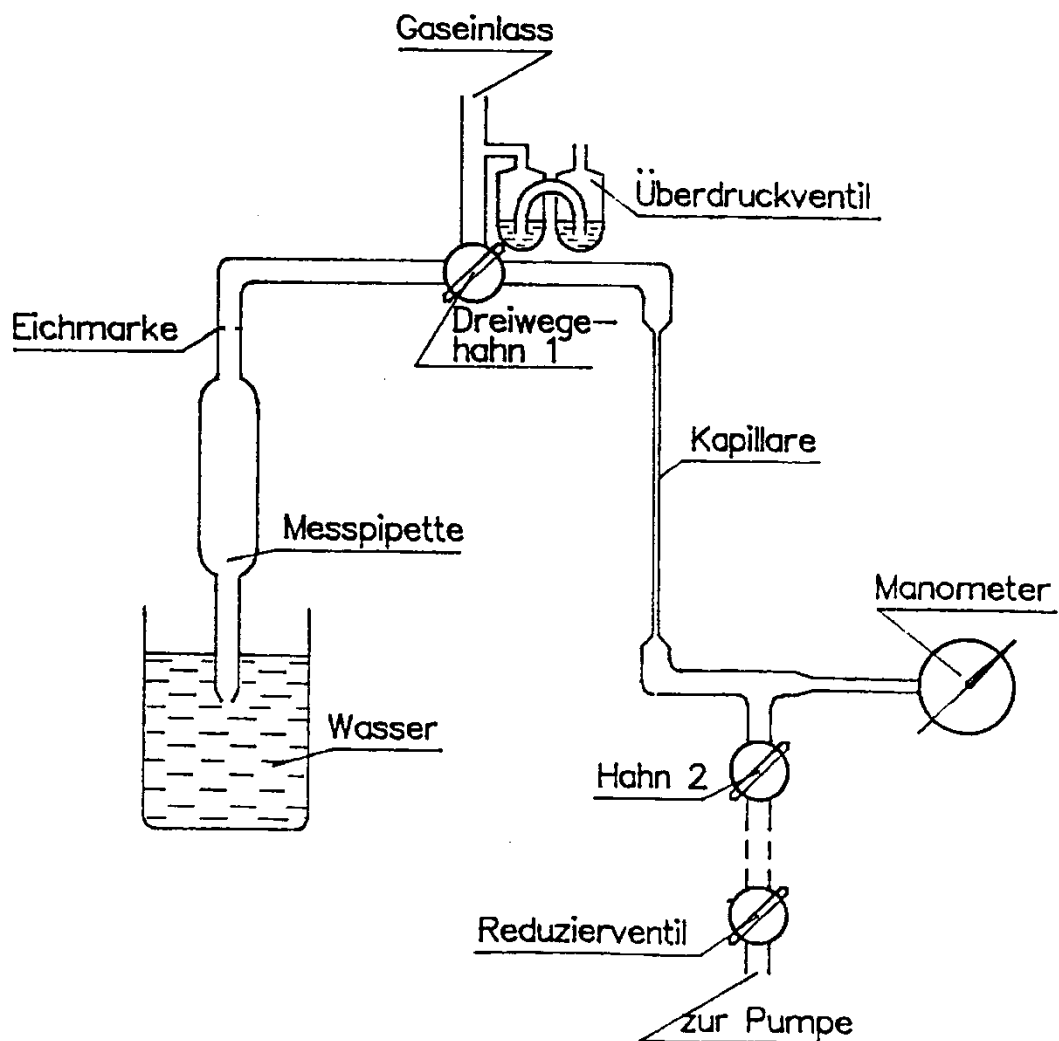 Gaseinlass
Überdruckventil
Eichmarke
Dreiwege-
hahn 1
Kapillare
Messpipette
Manometer
Wasser
Hahn 2
Reduzierventil
zur Pumpe